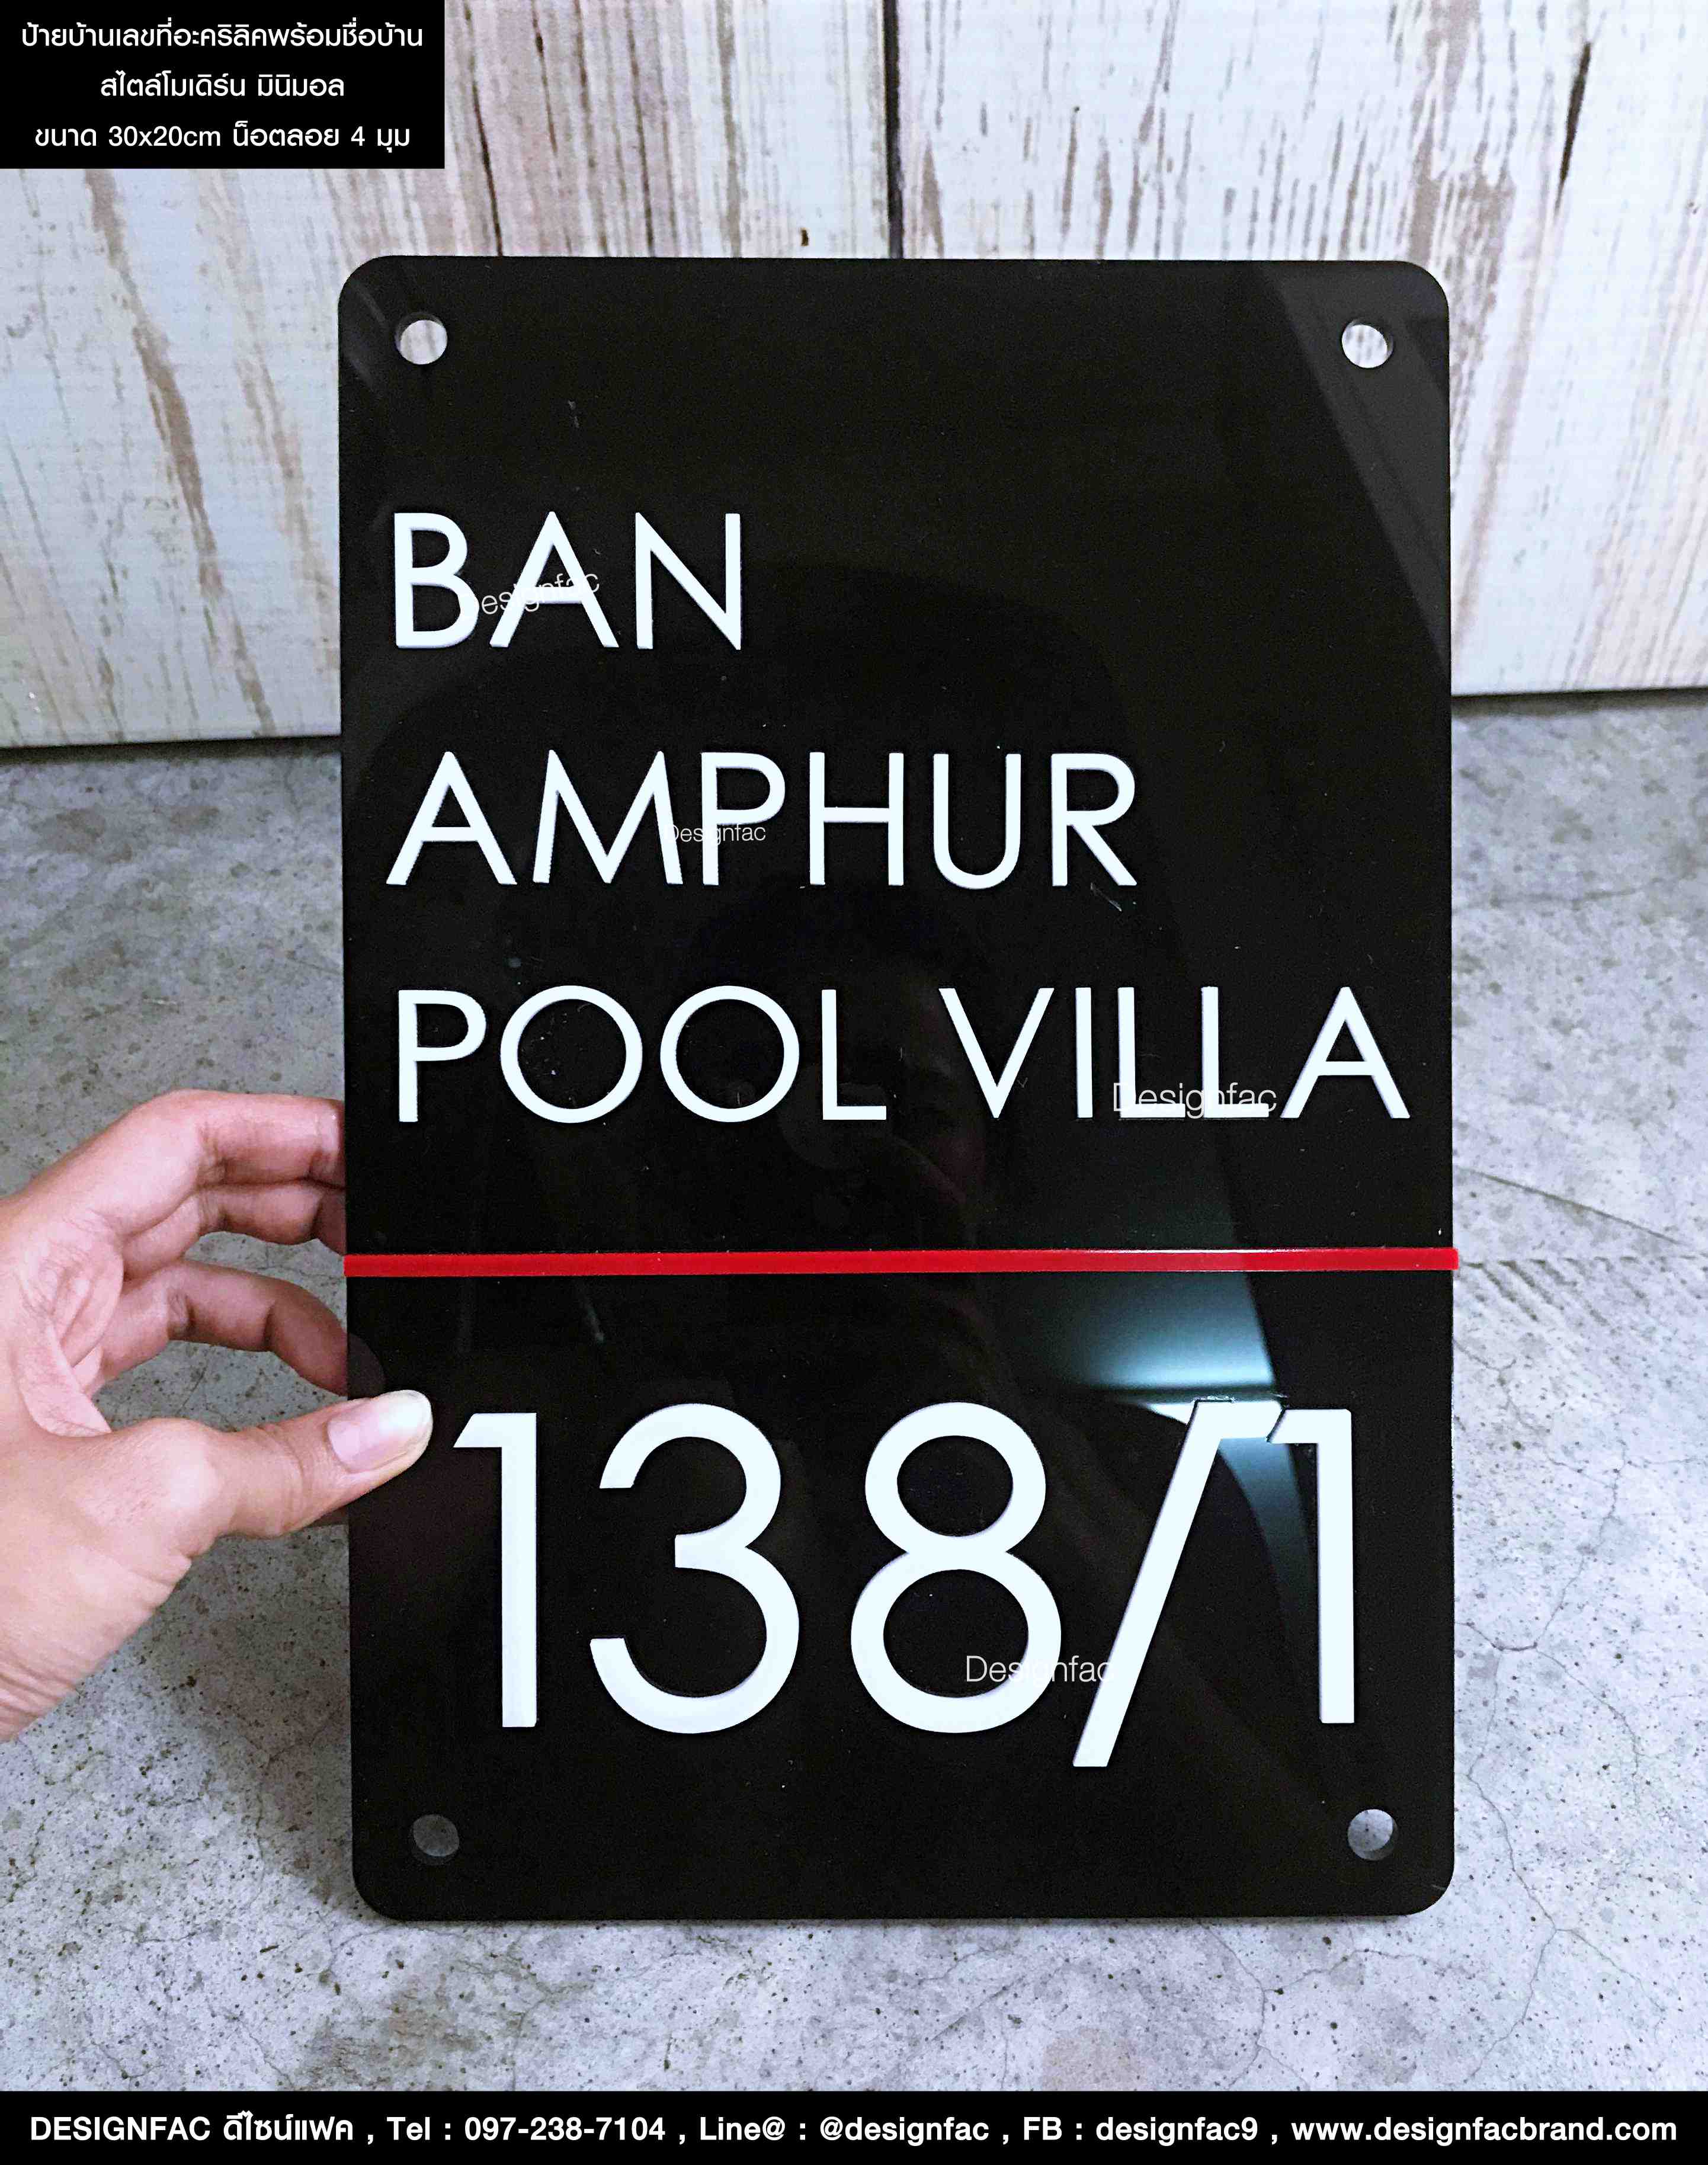 ป้ายบ้านเลขที่อะคริลิคพร้อมชื่อบ้าน
สไตล์โมเดิร์น มินิมอล
ขนาด 30x20cm น็อตลอย 4 มุม
BAN
Designfac
AMPHUR
Designfac
POOL VILLA
Designfac
138/1
Designfac
DESIGNFAC ดีไซน์แฟค , Tel : 097-238-7104 , Line@ : @designfac , FB : designfac9 , www.designfacbrand.com